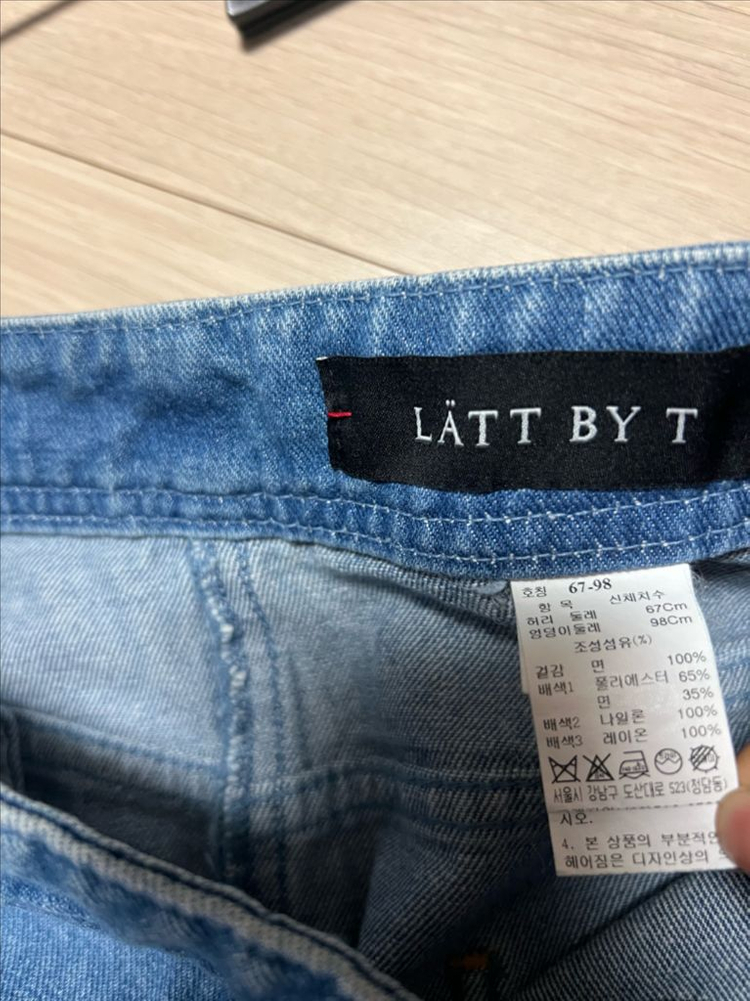 LÄTT BY T
호칭 67-98
항 목 신체치수
허리 둘레 67Cm
엉덩이둘레 98Cm
조성섬유(%)
겉감 면 100%
배색1 폴리에스터 65%
면 35%
배색2 나일론 100%
배색3 레이온 100%
서울시 강남구 도산대로 523(청담동)
시오.
4. 본 상품의 부분적인
헤어짐은 디자인상의